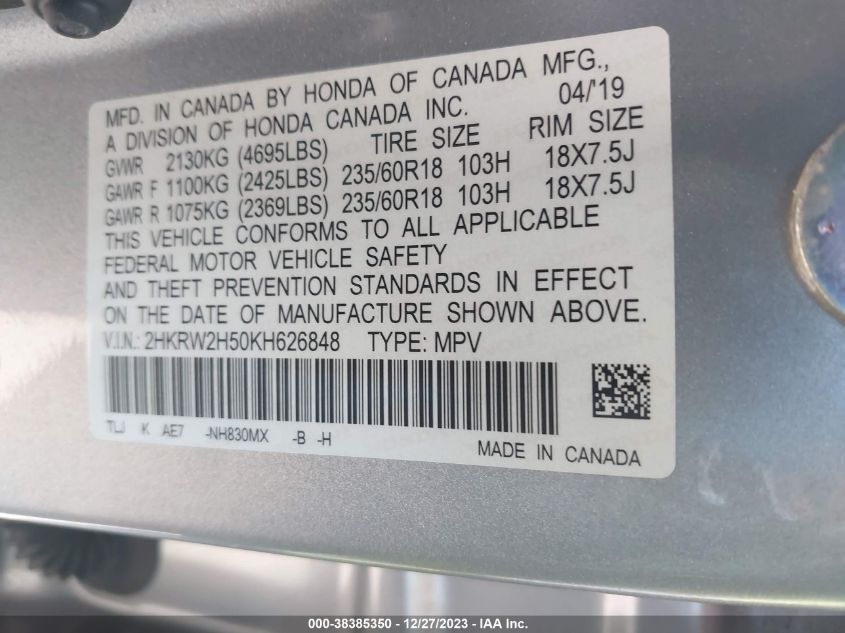 MFD. IN CANADA BY HONDA OF CANADA MFG.,
A DIVISION OF HONDA CANADA INC. 04/'19
GVWR 2130KG (4695LBS) TIRE SIZE RIM SIZE
GAWR F 1100KG (2425LBS) 235/60R18 103H 18X7.5J
GAWR R 1075KG (2369LBS) 235/60R18 103H 18X7.5J
THIS VEHICLE CONFORMS TO ALL APPLICABLE
FEDERAL MOTOR VEHICLE SAFETY
AND THEFT PREVENTION STANDARDS IN EFFECT
ON THE DATE OF MANUFACTURE SHOWN ABOVE.
V.I.N.: 2HKRW2H50KH626848 TYPE: MPV
TLJ K AE7 -NH830MX -B -H
MADE IN CANADA
000-38385350 - 12/27/2023 - IAA Inc.